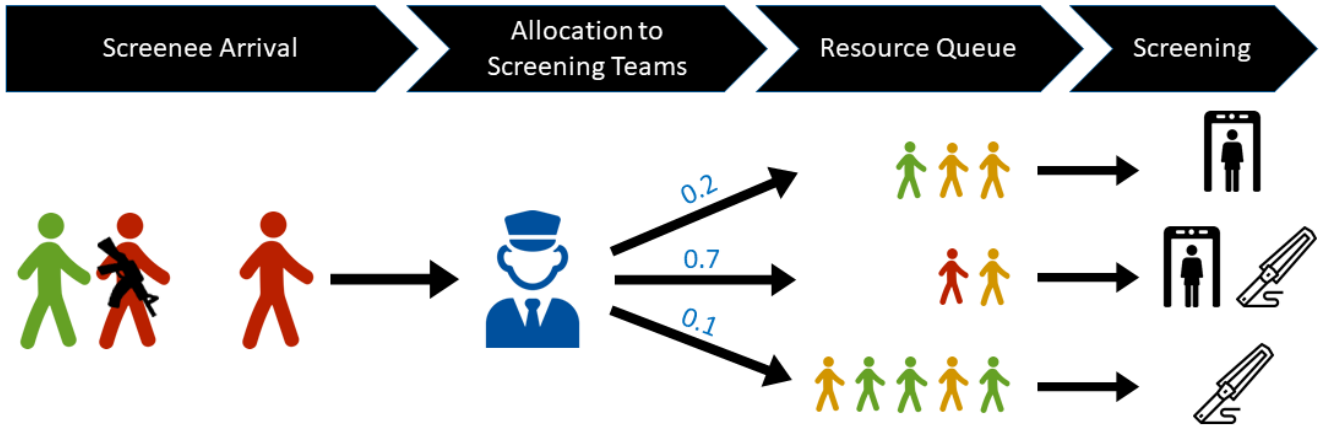 Screenee Arrival
Allocation to
Screening Teams
Resource Queue
Screening
0.2
0.7
0.1